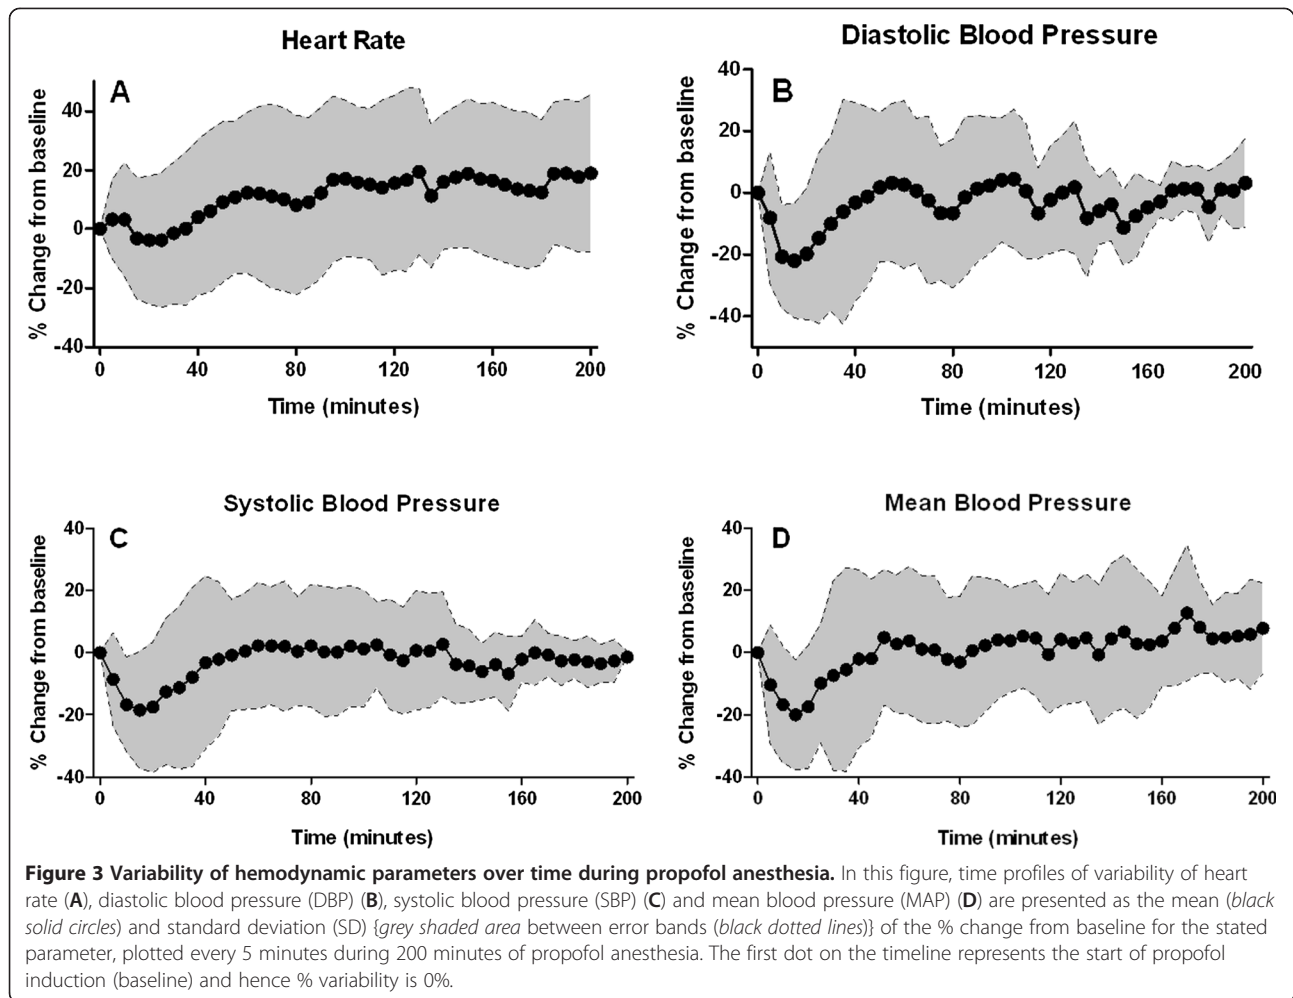 Heart Rate
A
% Change from baseline
40
20
0
-20
-40
0 40 80 120 160 200
Time (minutes)
Diastolic Blood Pressure
B
% Change from baseline
40
20
0
-20
-40
0 40 80 120 160 200
Time (minutes)
Systolic Blood Pressure
C
% Change from baseline
40
20
0
-20
-40
0 40 80 120 160 200
Time (minutes)
Mean Blood Pressure
D
% Change from baseline
40
20
0
-20
-40
0 40 80 120 160 200
Time (minutes)
Figure 3 Variability of hemodynamic parameters over time during propofol anesthesia. In this figure, time profiles of variability of heart
rate (A), diastolic blood pressure (DBP) (B), systolic blood pressure (SBP) (C) and mean blood pressure (MAP) (D) are presented as the mean (black
solid circles) and standard deviation (SD) {grey shaded area between error bands (black dotted lines)} of the % change from baseline for the stated
parameter, plotted every 5 minutes during 200 minutes of propofol anesthesia. The first dot on the timeline represents the start of propofol
induction (baseline) and hence % variability is 0%.